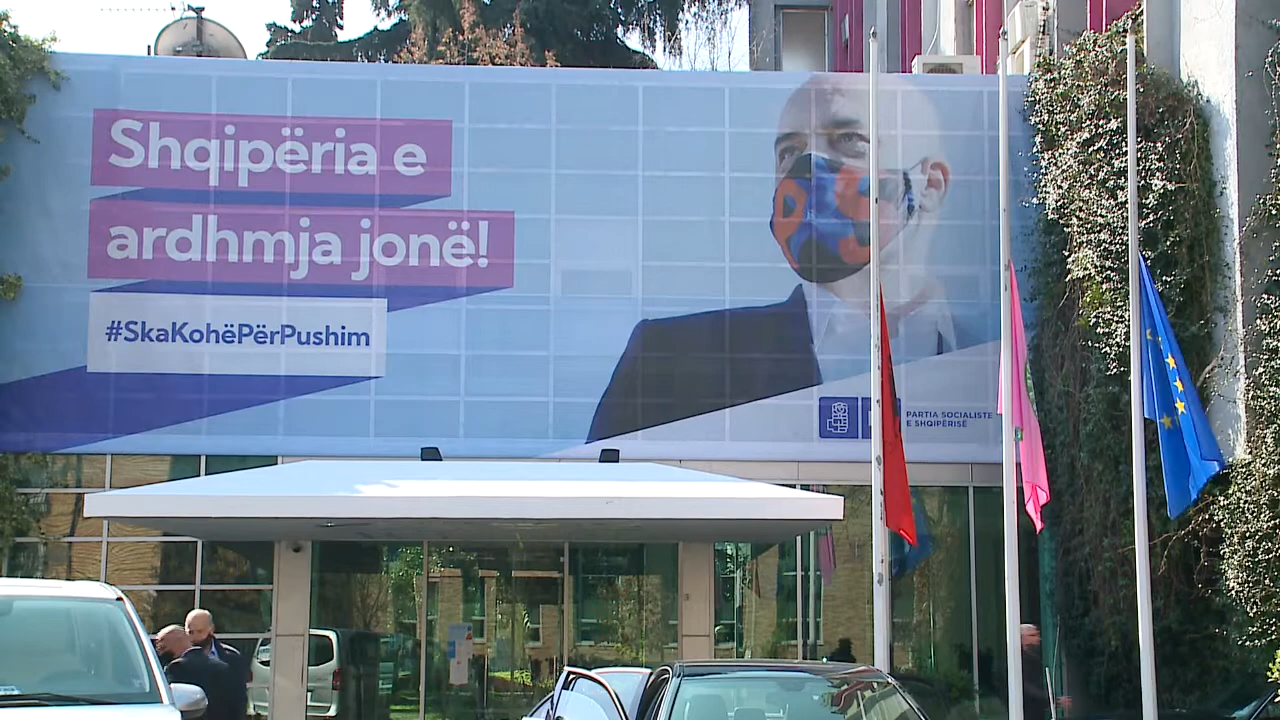 Shqipëria e
ardhmja jonë!
#SkaKohëPërPushim
PARTIA SOCIALISTE
E SHQIPËRISË